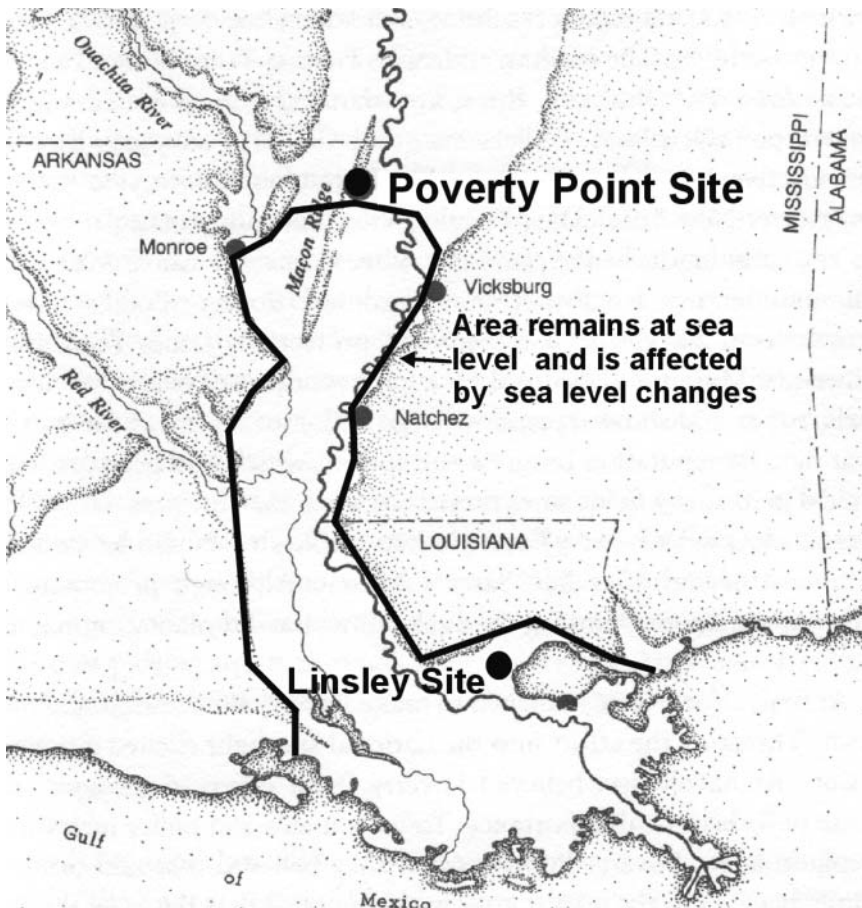 Ouachita River
ARKANSAS
MISSISSIPPI
ALABAMA
Poverty Point Site
Macon Ridge
Monroe
Vicksburg
Area remains at sea
level and is affected
by sea level changes
Red River
Natchez
LOUISIANA
Linsley Site
Gulf
of
Mexico